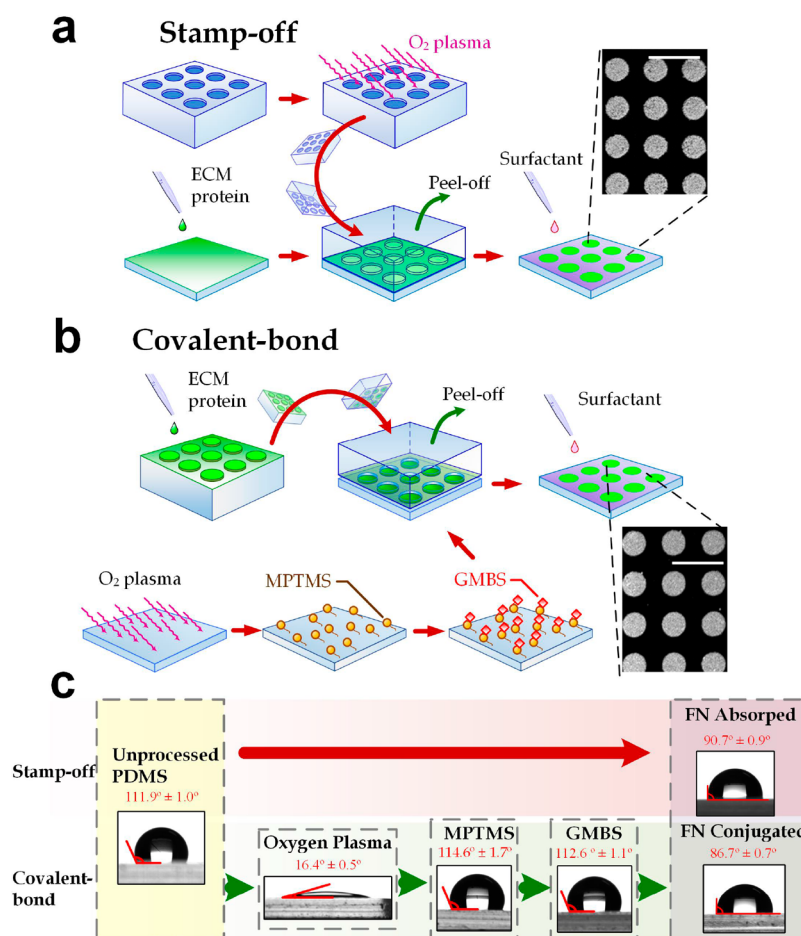 a
Stamp-off
O₂ plasma
ECM
protein
Peel-off
Surfactant
b
Covalent-bond
ECM
protein
Peel-off
Surfactant
O₂ plasma
MPTMS
GMBS
c
Stamp-off
Unprocessed
PDMS
111.9° ± 1.0°
FN Absorped
90.7° ± 0.9°
Covalent-
bond
Oxygen Plasma
16.4° ± 0.5°
MPTMS
114.6° ± 1.7°
GMBS
112.6 ° ± 1.1°
FN Conjugated
86.7° ± 0.7°